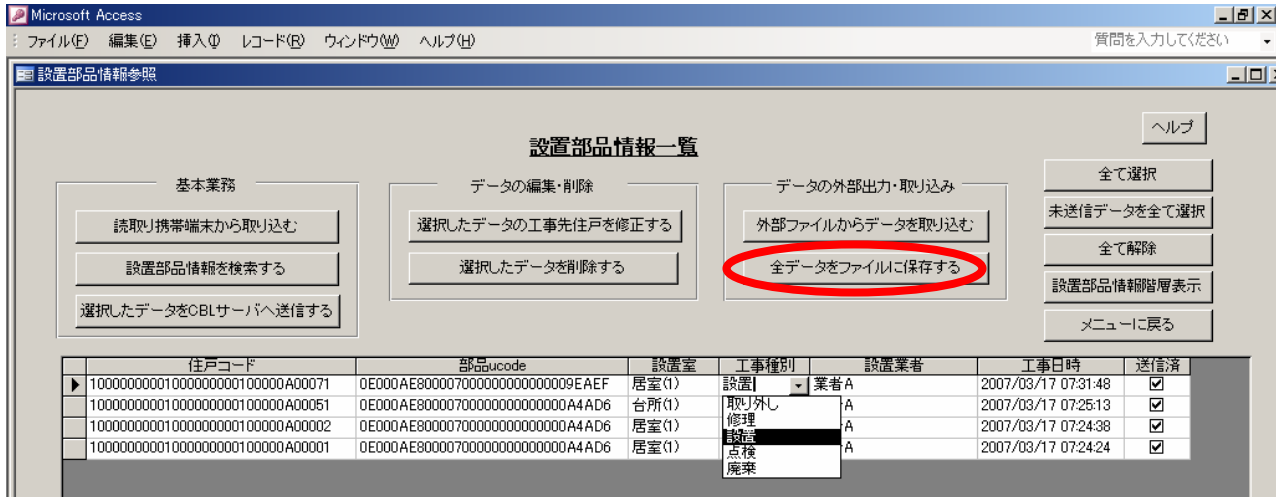 Microsoft Access
ファイル(F) 編集(E) 挿入(I) レコード(R) ウィンドウ(W) ヘルプ(H) 質問を入力してください
設置部品情報参照
ヘルプ
設置部品情報一覧
基本業務 データの編集・削除 データの外部出力・取り込み 全て選択
読取り携帯端末から取り込む 選択したデータの工事先住戸を修正する 外部ファイルからデータを取り込む 未送信データを全て選択
設置部品情報を検索する 選択したデータを削除する 全データをファイルに保存する 全て解除
設置部品情報階層表示
選択したデータをCBLサーバへ送信する メニューに戻る
住戸コード 部品ucode 設置室 工事種別 設置業者 工事日時 送信済
10000000001000000000100000A00071 0E000AE80000700000000000009EAEF 居室(1) 設置 業者A 2007/03/17 07:31:48
10000000001000000000100000A00051 0E000AE80000700000000000000A4AD6 台所(1) 取り外し A 2007/03/17 07:25:13
10000000001000000000100000A00002 0E000AE80000700000000000000A4AD6 居室(1) 修理 A 2007/03/17 07:24:38
設置
10000000001000000000100000A00001 0E000AE80000700000000000000A4AD6 居室(1) 点検 A 2007/03/17 07:24:24
廃棄